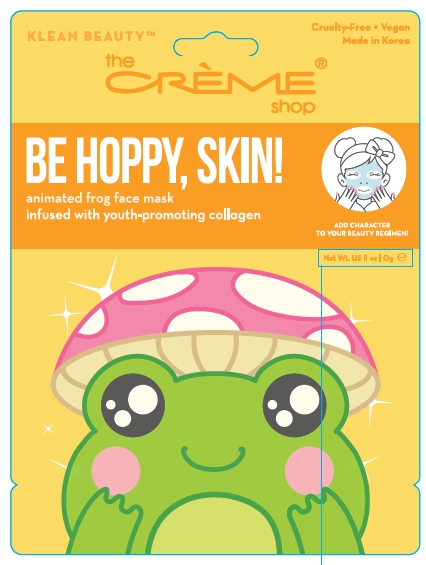 KLEAN BEAUTY™
Cruelty-Free • Vegan
Made in Korea
the
CRÈME®
shop
BE HOPPY, SKIN!
animated frog face mask
infused with youth-promoting collagen
ADD CHARACTER
TO YOUR BEAUTY REGIMEN!
Net Wt. US fl oz | 0g ℮